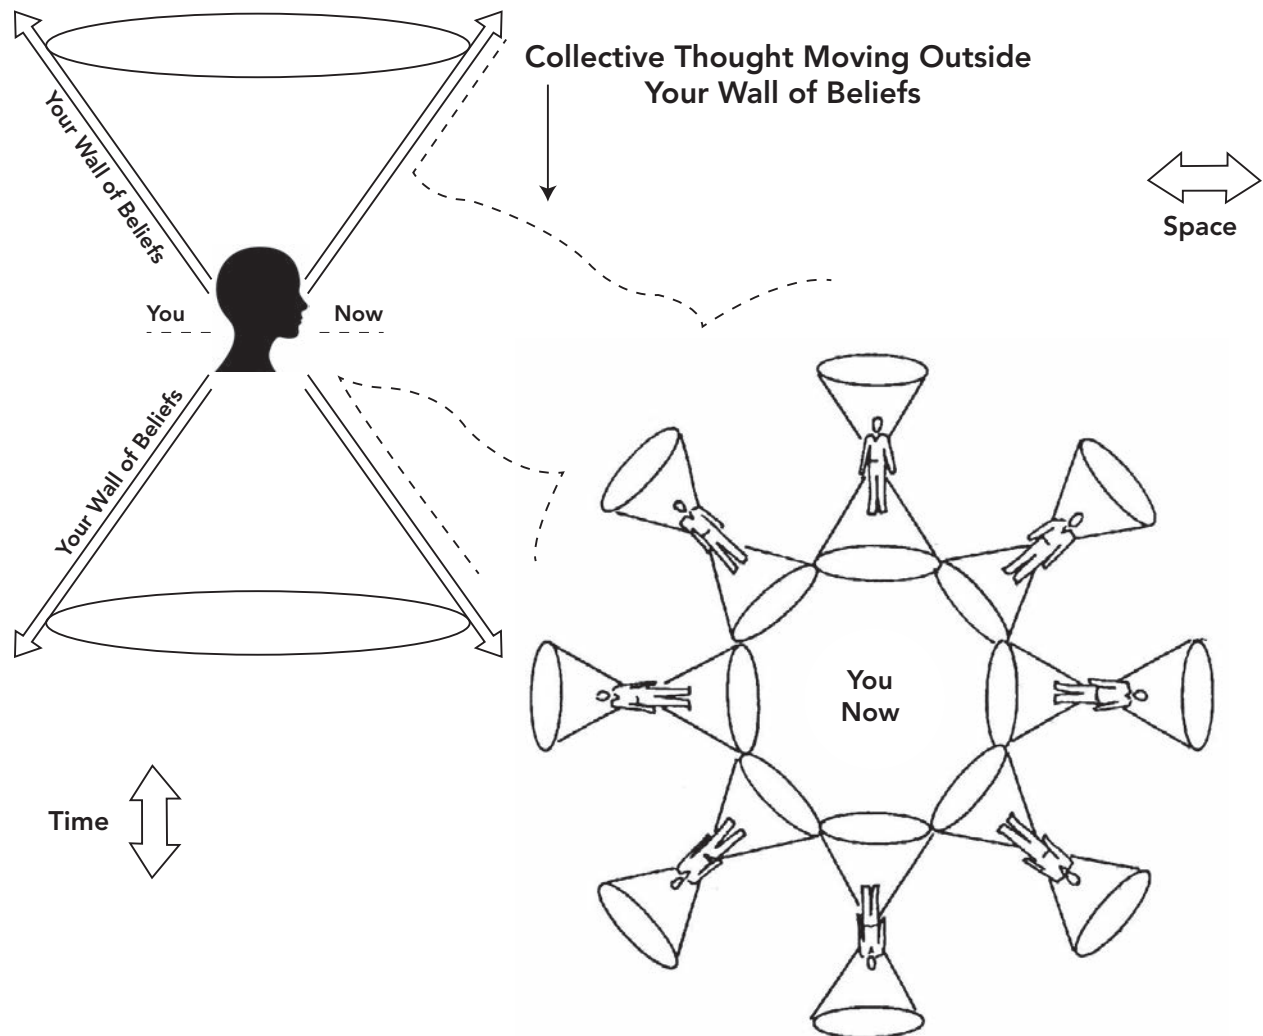 Collective Thought Moving Outside
Your Wall of Beliefs
Your Wall of Beliefs
Space
You
Now
Your Wall of Beliefs
You
Now
Time